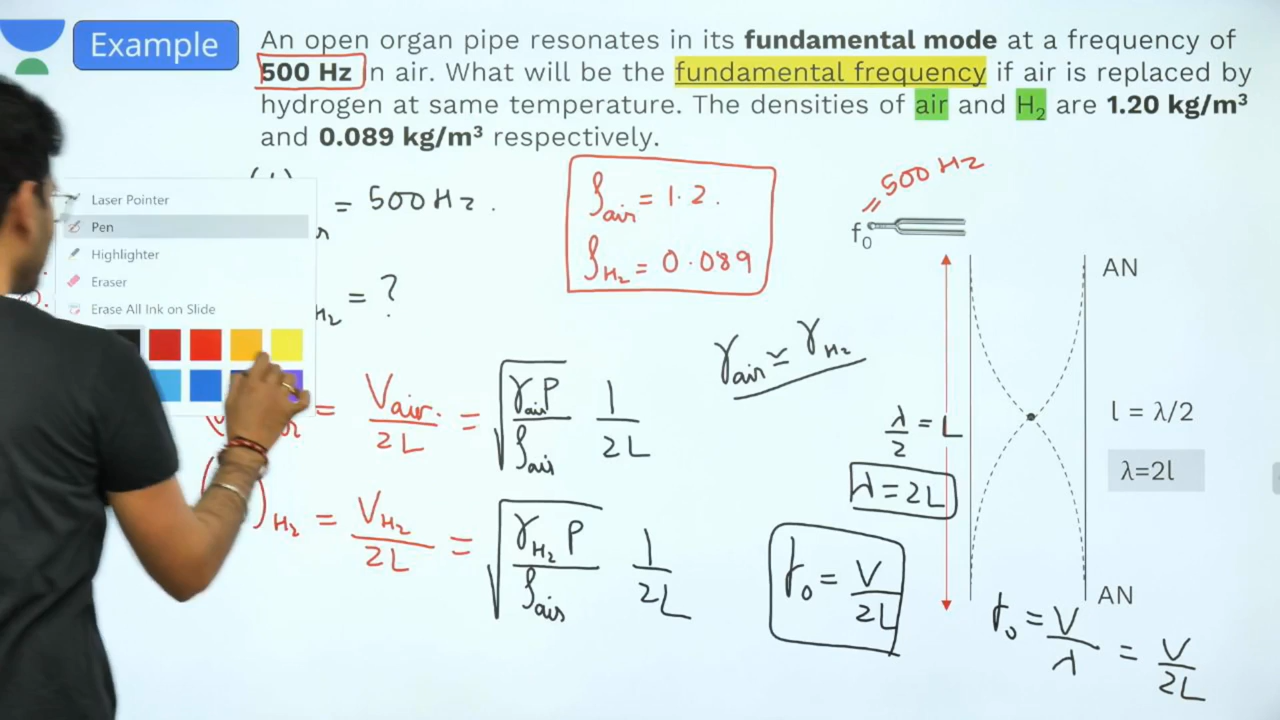 Example
An open organ pipe resonates in its fundamental mode at a frequency of
500 Hz in air. What will be the fundamental frequency if air is replaced by
hydrogen at same temperature. The densities of air and H₂ are 1.20 kg/m³
and 0.089 kg/m³ respectively.
Laser Pointer
Pen
Highlighter
Eraser
Erase All Ink on Slide
= 500 Hz.
H₂ = ?
ρair = 1.2.
ρH₂ = 0.089
500 Hz
f₀
AN
γair ≃ γH₂
= Vair./2L = √(γair P/ρair) 1/2L
( )H₂ = VH₂/2L = √(γH₂ P/ρair) 1/2L
λ/2 = L
λ = 2L
l = λ/2
λ=2l
f₀ = V/2L
AN
f₀ = V/λ = V/2L